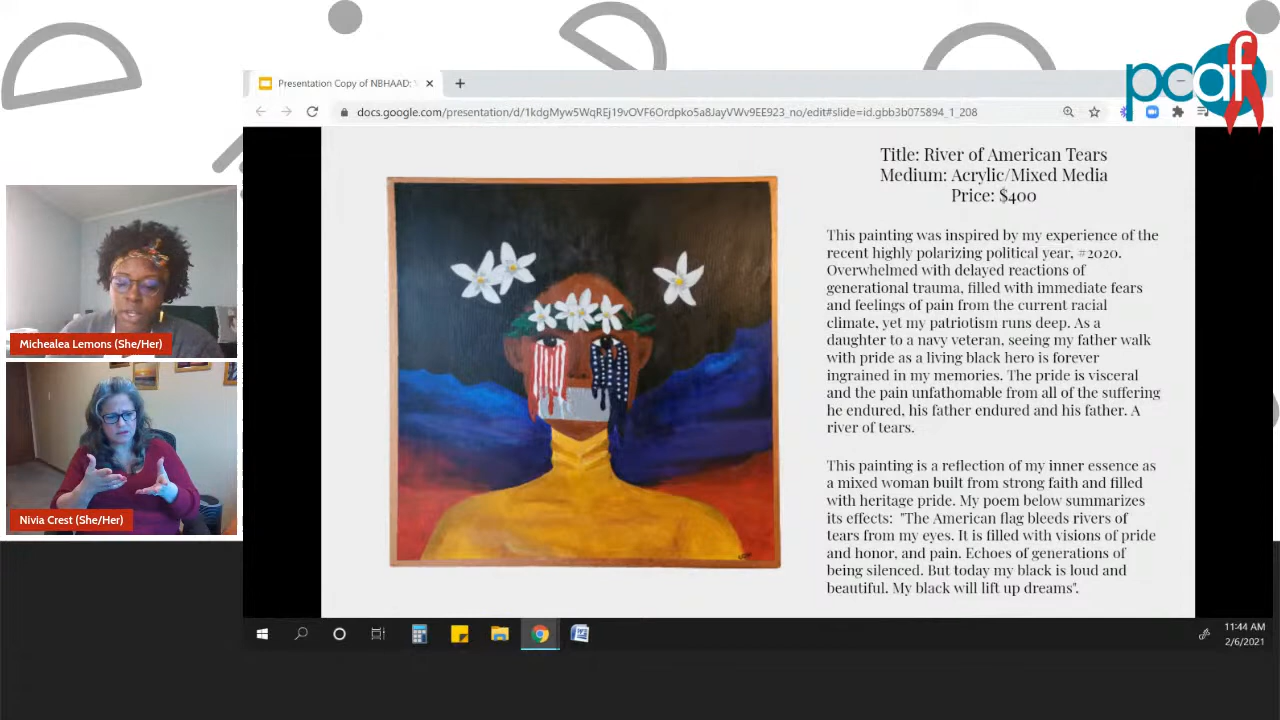 pcaf
Presentation Copy of NBHAAD:
docs.google.com/presentation/d/1kdgMyw5WqREj19vOVF6Ordpko5a8JayVWv9EE923_no/edit#slide=id.gbb3b075894_1_208
Title: River of American Tears
Medium: Acrylic/Mixed Media
Price: $400
This painting was inspired by my experience of the
recent highly polarizing political year, #2020.
Overwhelmed with delayed reactions of
generational trauma, filled with immediate fears
and feelings of pain from the current racial
climate, yet my patriotism runs deep. As a
daughter to a navy veteran, seeing my father walk
with pride as a living black hero is forever
ingrained in my memories. The pride is visceral
and the pain unfathomable from all of the suffering
he endured, his father endured and his father. A
river of tears.
This painting is a reflection of my inner essence as
a mixed woman built from strong faith and filled
with heritage pride. My poem below summarizes
its effects: "The American flag bleeds rivers of
tears from my eyes. It is filled with visions of pride
and honor, and pain. Echoes of generations of
being silenced. But today my black is loud and
beautiful. My black will lift up dreams".
Michealea Lemons (She/Her)
Nivia Crest (She/Her)
11:44 AM
2/6/2021